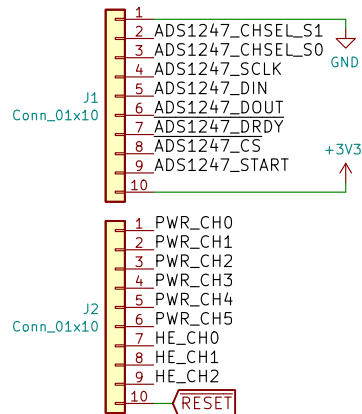 1
GND
2 ADS1247_CHSEL_S1
3 ADS1247_CHSEL_S0
4 ADS1247_SCLK
J1
Conn_01x10
5 ADS1247_DIN
6 ADS1247_DOUT
7 ADS1247_DRDY
8 ADS1247_CS
9 ADS1247_START
+3V3
10
1 PWR_CH0
2 PWR_CH1
3 PWR_CH2
4 PWR_CH3
J2
Conn_01x10
5 PWR_CH4
6 PWR_CH5
7 HE_CH0
8 HE_CH1
9 HE_CH2
10 RESET